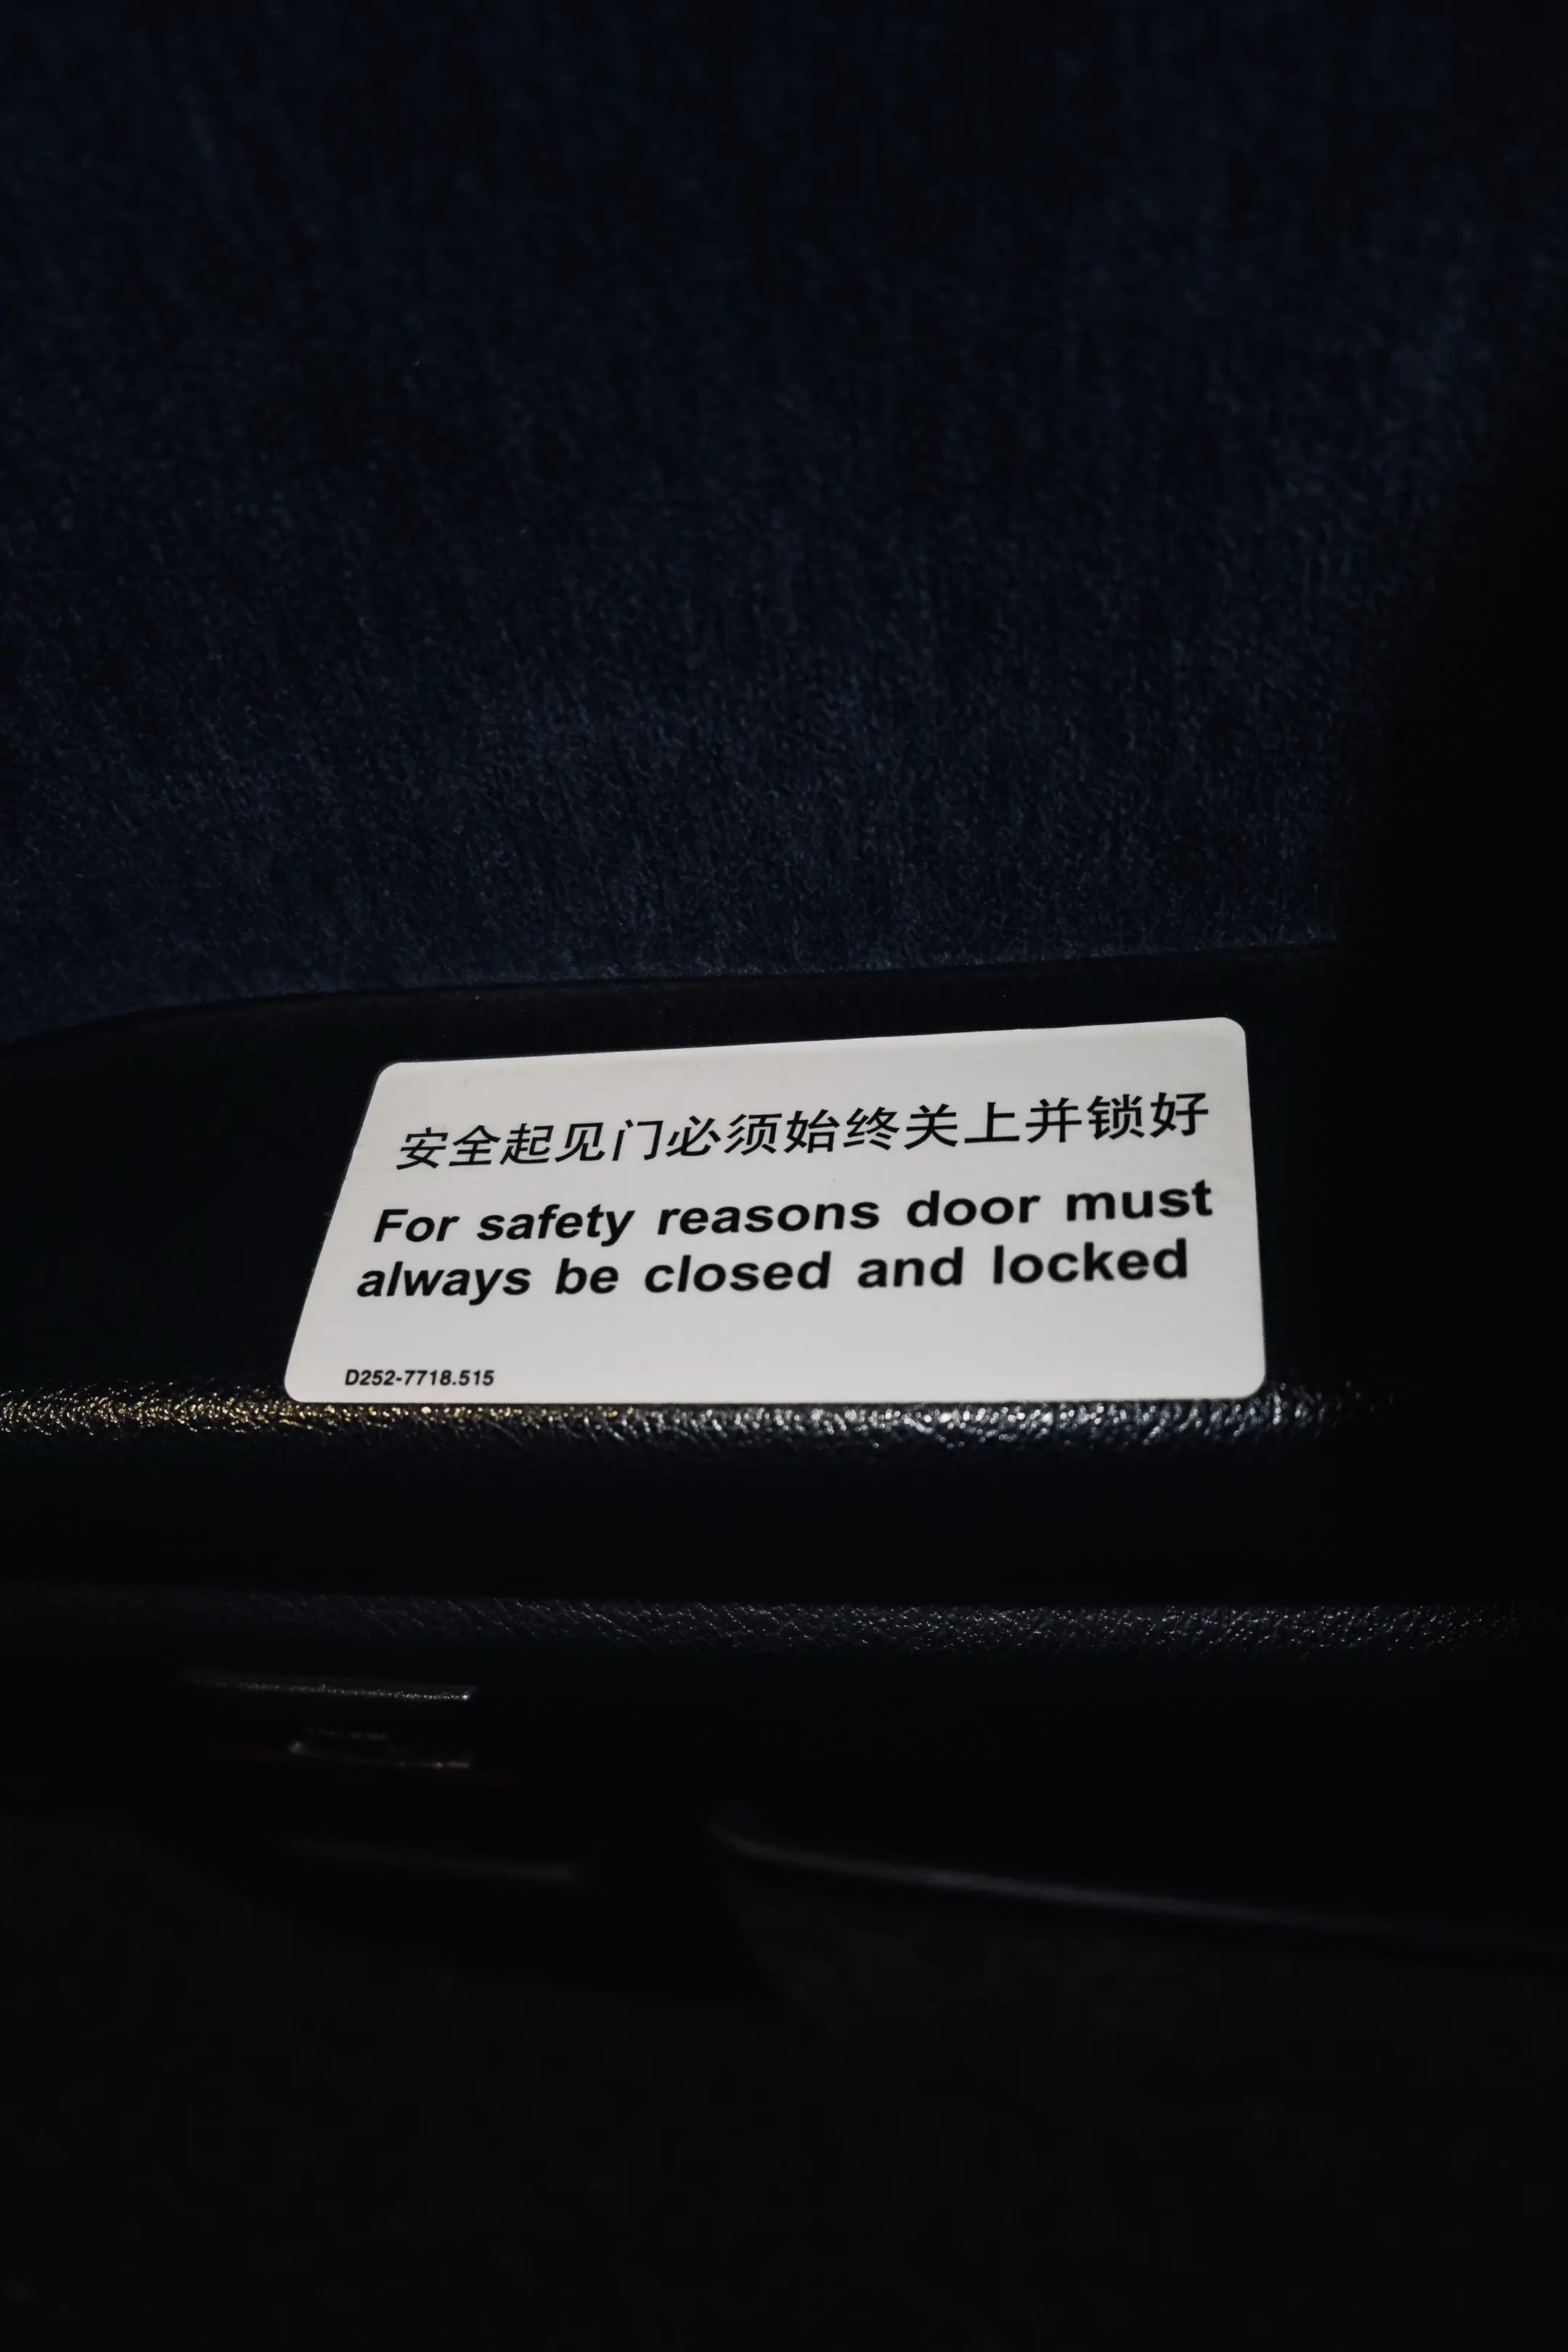 安全起见门必须始终关上并锁好
For safety reasons door must
always be closed and locked
D252-7718.515